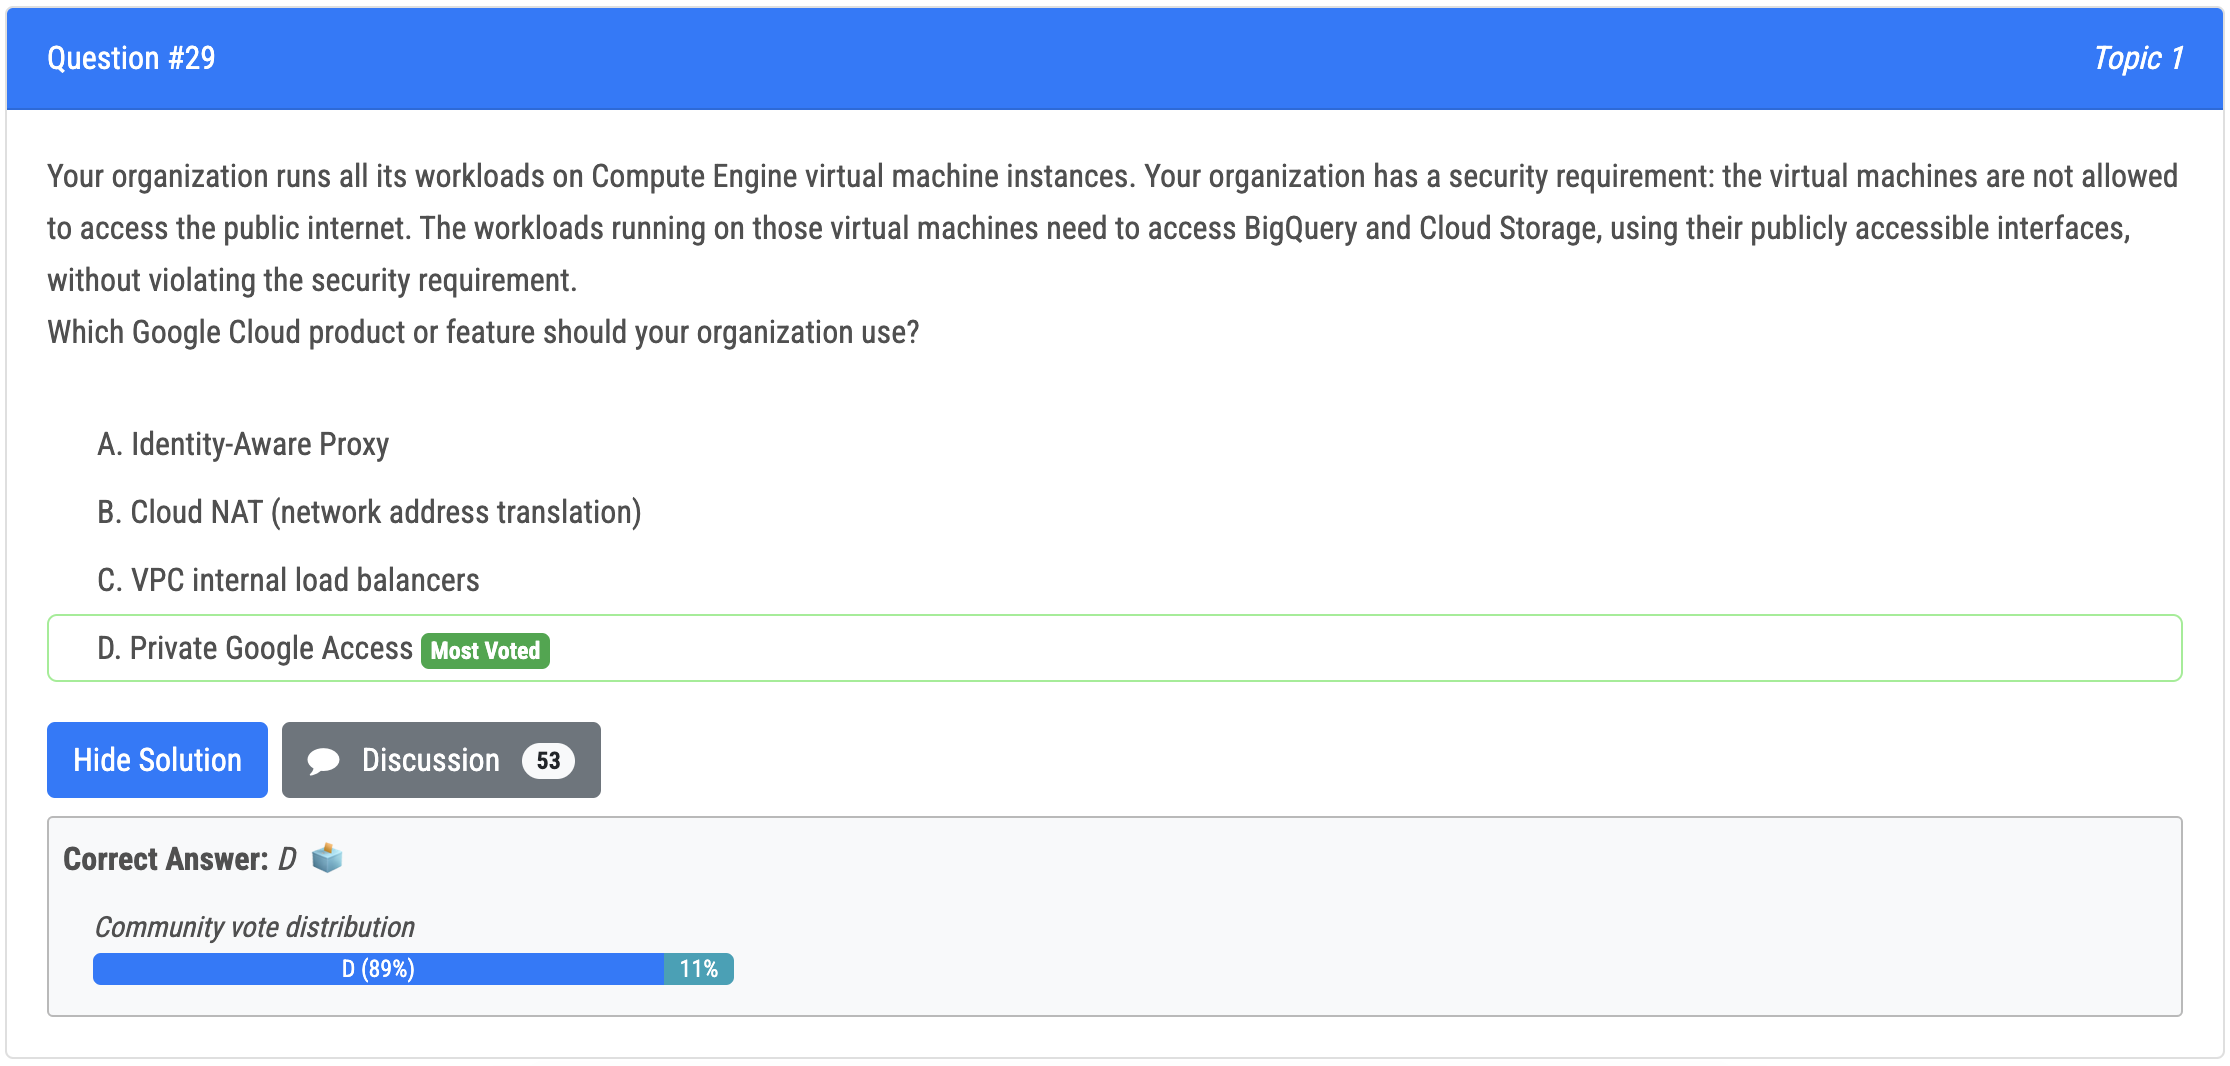 Question #29
Topic 1
Your organization runs all its workloads on Compute Engine virtual machine instances. Your organization has a security requirement: the virtual machines are not allowed
to access the public internet. The workloads running on those virtual machines need to access BigQuery and Cloud Storage, using their publicly accessible interfaces,
without violating the security requirement.
Which Google Cloud product or feature should your organization use?
A. Identity-Aware Proxy
B. Cloud NAT (network address translation)
C. VPC internal load balancers
D. Private Google Access Most Voted
Hide Solution
Discussion 53
Correct Answer: D
Community vote distribution
D (89%) 11%